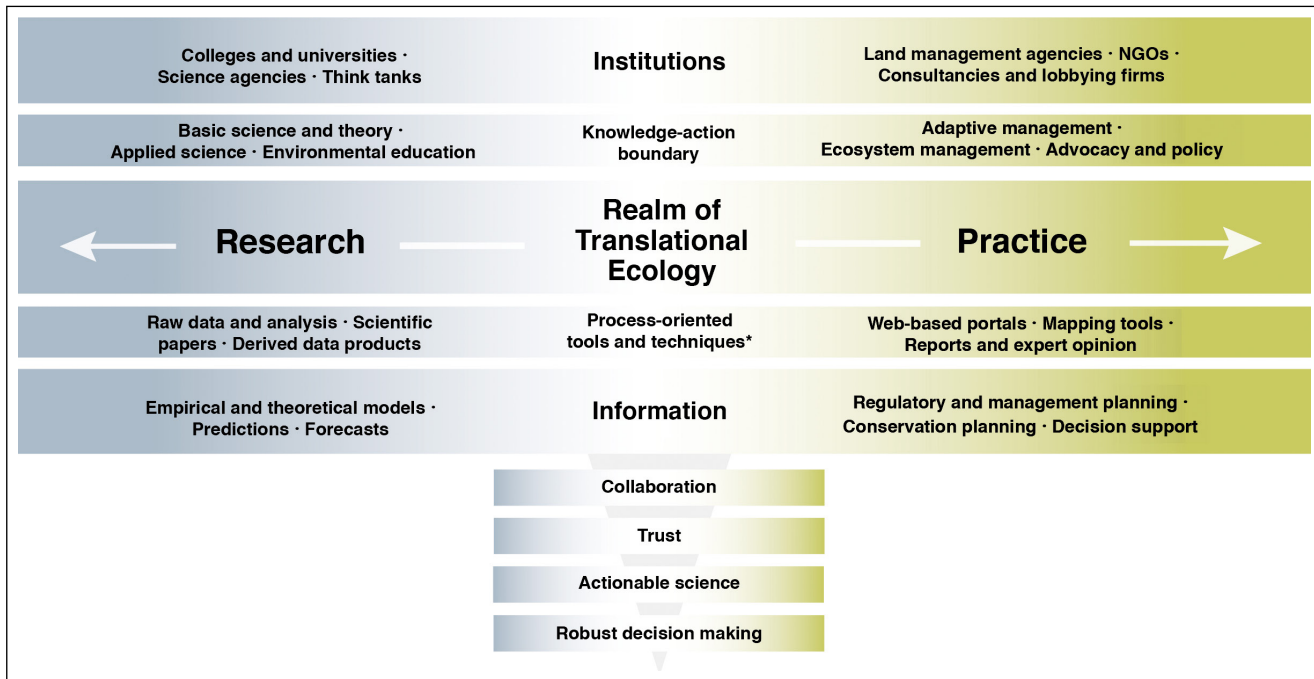 Colleges and universities ·
Science agencies · Think tanks
Institutions
Land management agencies · NGOs ·
Consultancies and lobbying firms
Basic science and theory ·
Applied science · Environmental education
Knowledge-action
boundary
Adaptive management ·
Ecosystem management · Advocacy and policy
Research
Realm of
Translational
Ecology
Practice
Raw data and analysis · Scientific
papers · Derived data products
Process-oriented
tools and techniques*
Web-based portals · Mapping tools ·
Reports and expert opinion
Empirical and theoretical models ·
Predictions · Forecasts
Information
Regulatory and management planning ·
Conservation planning · Decision support
Collaboration
Trust
Actionable science
Robust decision making